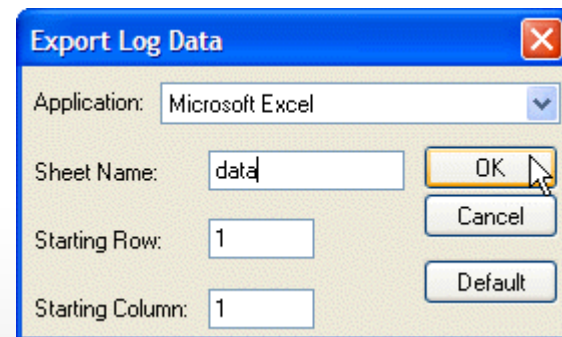 Export Log Data
Application: Microsoft Excel
Sheet Name: data OK
Cancel
Starting Row: 1
Default
Starting Column: 1